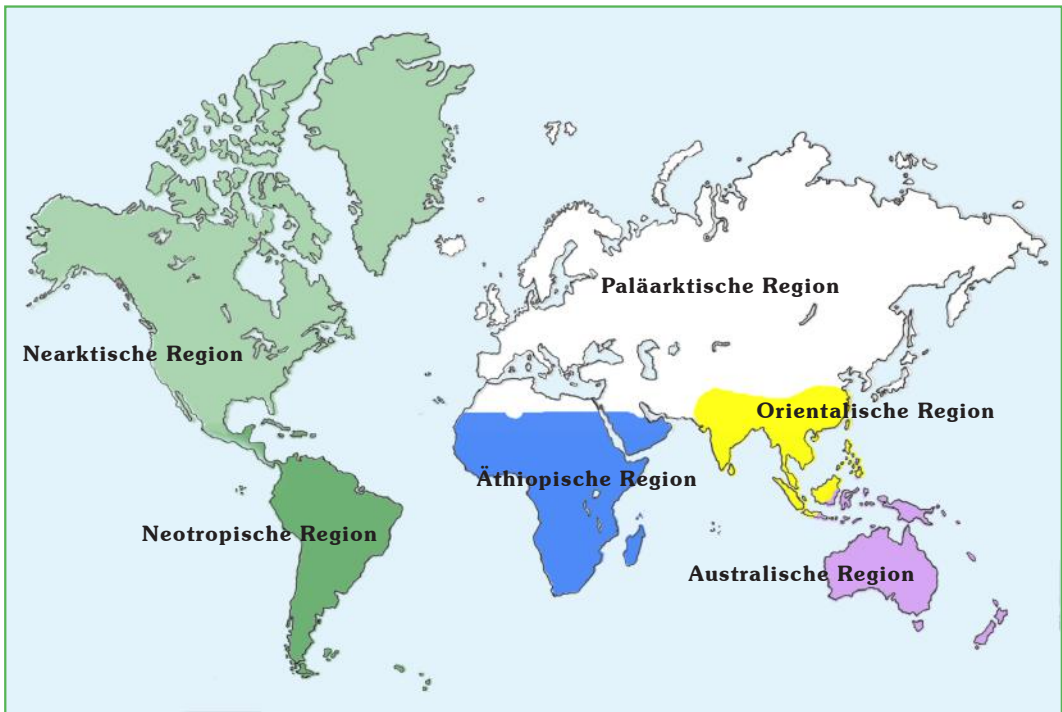 Paläarktische Region
Nearktische Region
Orientalische Region
Äthiopische Region
Neotropische Region
Australische Region